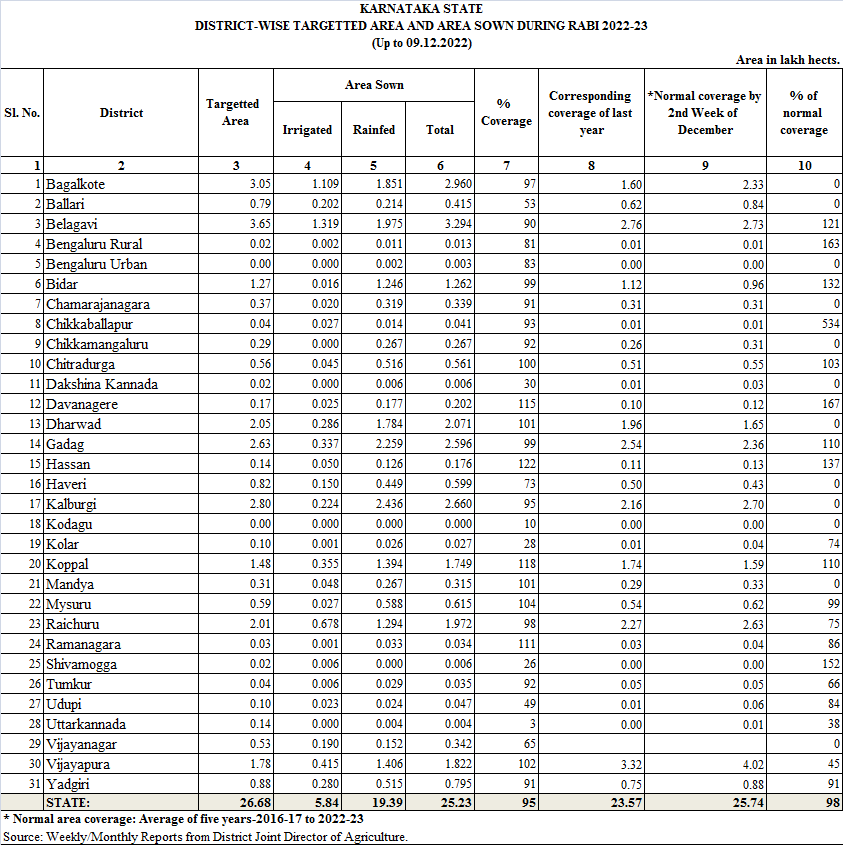 KARNATAKA STATE
DISTRICT-WISE TARGETTED AREA AND AREA SOWN DURING RABI 2022-23
(Up to 09.12.2022)
Area in lakh hects.
Sl. No. District Targetted Area Area Sown % Coverage Corresponding coverage of last year *Normal coverage by 2nd Week of December % of normal coverage
Irrigated Rainfed Total
1 2 3 4 5 6 7 8 9 10
1 Bagalkote 3.05 1.109 1.851 2.960 97 1.60 2.33 0
2 Ballari 0.79 0.202 0.214 0.415 53 0.62 0.84 0
3 Belagavi 3.65 1.319 1.975 3.294 90 2.76 2.73 121
4 Bengaluru Rural 0.02 0.002 0.011 0.013 81 0.01 0.01 163
5 Bengaluru Urban 0.00 0.000 0.002 0.003 83 0.00 0.00 0
6 Bidar 1.27 0.016 1.246 1.262 99 1.12 0.96 132
7 Chamarajanagara 0.37 0.020 0.319 0.339 91 0.31 0.31 0
8 Chikkaballapur 0.04 0.027 0.014 0.041 93 0.01 0.01 534
9 Chikkamangaluru 0.29 0.000 0.267 0.267 92 0.26 0.31 0
10 Chitradurga 0.56 0.045 0.516 0.561 100 0.51 0.55 103
11 Dakshina Kannada 0.02 0.000 0.006 0.006 30 0.01 0.03 0
12 Davanagere 0.17 0.025 0.177 0.202 115 0.10 0.12 167
13 Dharwad 2.05 0.286 1.784 2.071 101 1.96 1.65 0
14 Gadag 2.63 0.337 2.259 2.596 99 2.54 2.36 110
15 Hassan 0.14 0.050 0.126 0.176 122 0.11 0.13 137
16 Haveri 0.82 0.150 0.449 0.599 73 0.50 0.43 0
17 Kalburgi 2.80 0.224 2.436 2.660 95 2.16 2.70 0
18 Kodagu 0.00 0.000 0.000 0.000 10 0.00 0.00 0
19 Kolar 0.10 0.001 0.026 0.027 28 0.01 0.04 74
20 Koppal 1.48 0.355 1.394 1.749 118 1.74 1.59 110
21 Mandya 0.31 0.048 0.267 0.315 101 0.29 0.33 0
22 Mysuru 0.59 0.027 0.588 0.615 104 0.54 0.62 99
23 Raichuru 2.01 0.678 1.294 1.972 98 2.27 2.63 75
24 Ramanagara 0.03 0.001 0.033 0.034 111 0.03 0.04 86
25 Shivamogga 0.02 0.006 0.000 0.006 26 0.00 0.00 152
26 Tumkur 0.04 0.006 0.029 0.035 92 0.05 0.05 66
27 Udupi 0.10 0.023 0.024 0.047 49 0.01 0.06 84
28 Uttarkannada 0.14 0.000 0.004 0.004 3 0.00 0.01 38
29 Vijayanagar 0.53 0.190 0.152 0.342 65 0
30 Vijayapura 1.78 0.415 1.406 1.822 102 3.32 4.02 45
31 Yadgiri 0.88 0.280 0.515 0.795 91 0.75 0.88 91
STATE: 26.68 5.84 19.39 25.23 95 23.57 25.74 98
* Normal area coverage: Average of five years-2016-17 to 2022-23
Source: Weekly/Monthly Reports from District Joint Director of Agriculture.